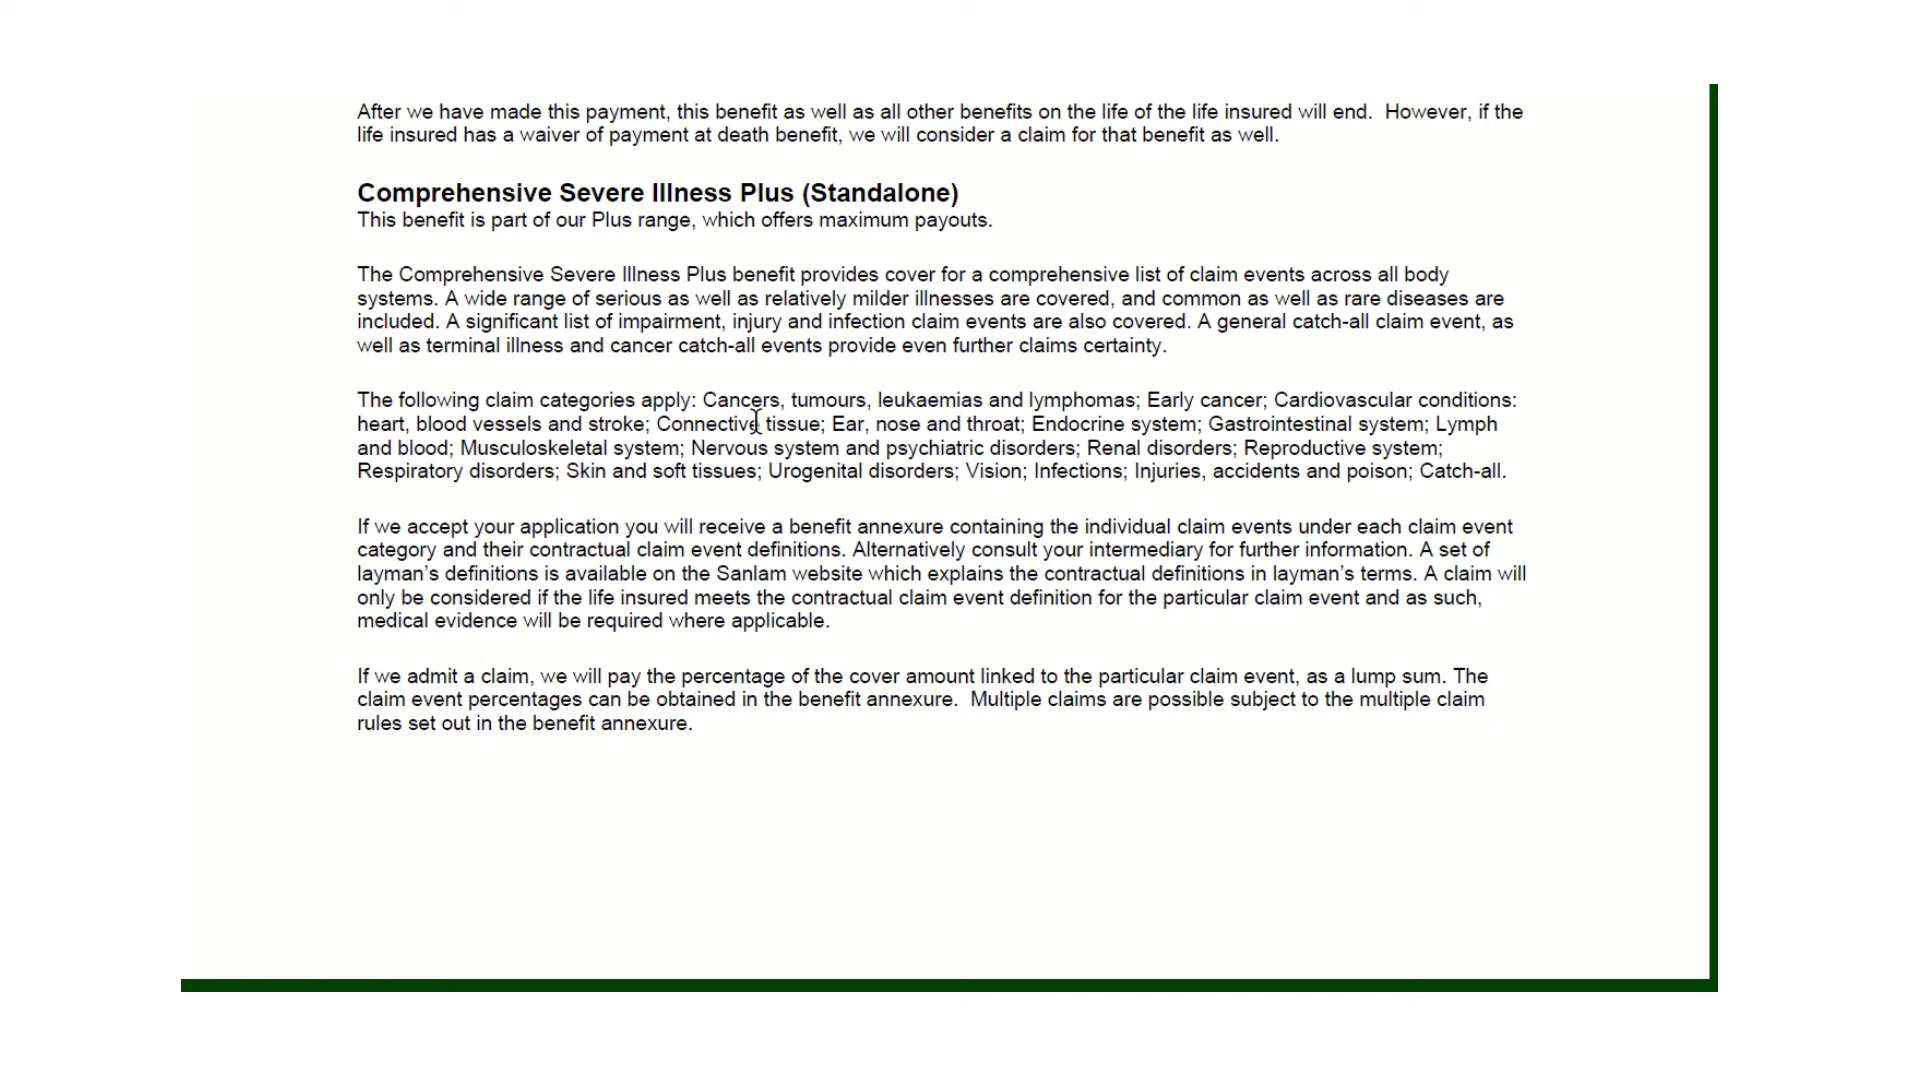 After we have made this payment, this benefit as well as all other benefits on the life of the life insured will end.  However, if the
life insured has a waiver of payment at death benefit, we will consider a claim for that benefit as well.
Comprehensive Severe Illness Plus (Standalone)
This benefit is part of our Plus range, which offers maximum payouts.
The Comprehensive Severe Illness Plus benefit provides cover for a comprehensive list of claim events across all body
systems. A wide range of serious as well as relatively milder illnesses are covered, and common as well as rare diseases are
included. A significant list of impairment, injury and infection claim events are also covered. A general catch-all claim event, as
well as terminal illness and cancer catch-all events provide even further claims certainty.
The following claim categories apply: Cancers, tumours, leukaemias and lymphomas; Early cancer; Cardiovascular conditions:
heart, blood vessels and stroke; Connective tissue; Ear, nose and throat; Endocrine system; Gastrointestinal system; Lymph
and blood; Musculoskeletal system; Nervous system and psychiatric disorders; Renal disorders; Reproductive system;
Respiratory disorders; Skin and soft tissues; Urogenital disorders; Vision; Infections; Injuries, accidents and poison; Catch-all.
If we accept your application you will receive a benefit annexure containing the individual claim events under each claim event
category and their contractual claim event definitions. Alternatively consult your intermediary for further information. A set of
layman's definitions is available on the Sanlam website which explains the contractual definitions in layman's terms. A claim will
only be considered if the life insured meets the contractual claim event definition for the particular claim event and as such,
medical evidence will be required where applicable.
If we admit a claim, we will pay the percentage of the cover amount linked to the particular claim event, as a lump sum. The
claim event percentages can be obtained in the benefit annexure.  Multiple claims are possible subject to the multiple claim
rules set out in the benefit annexure.